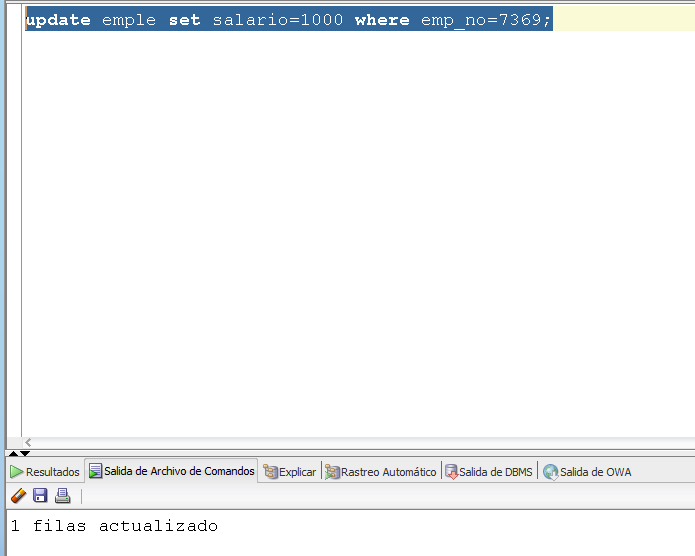 update emple set salario=1000 where emp_no=7369;
Resultados Salida de Archivo de Comandos Explicar Rastreo Automático Salida de DBMS Salida de OWA
1 filas actualizado